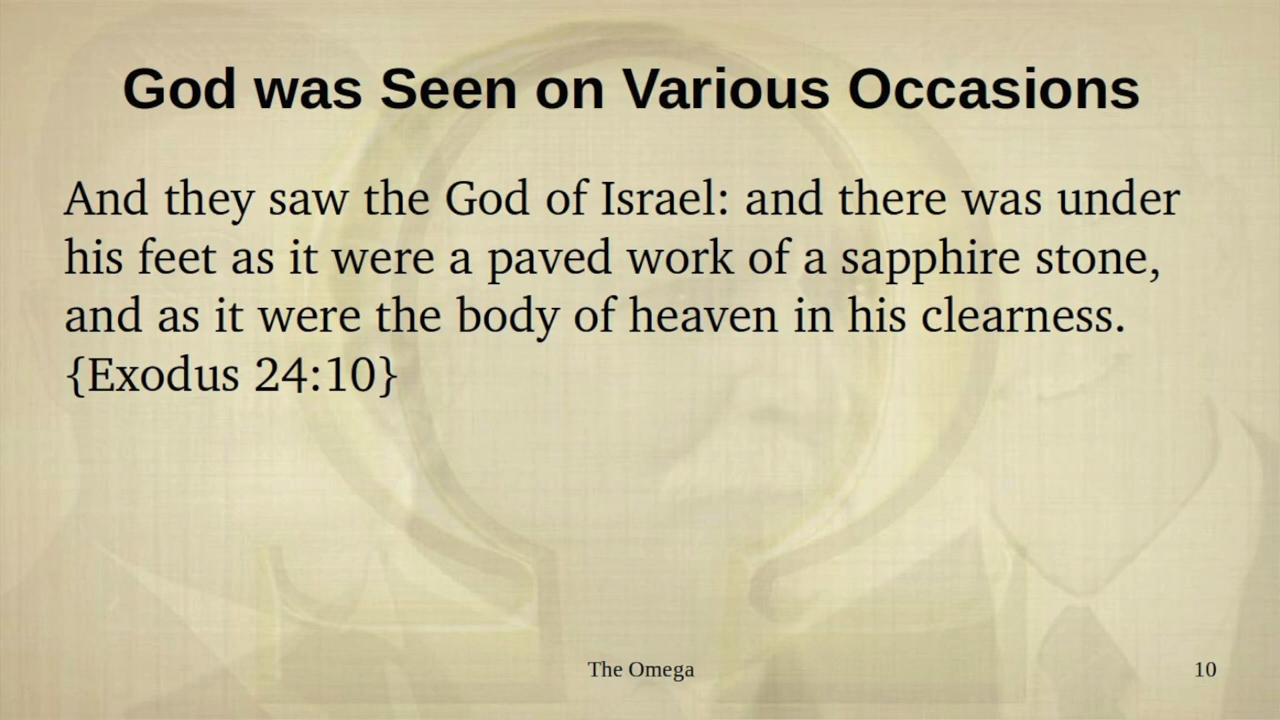 God was Seen on Various Occasions
And they saw the God of Israel: and there was under
his feet as it were a paved work of a sapphire stone,
and as it were the body of heaven in his clearness.
{Exodus 24:10}
The Omega
10